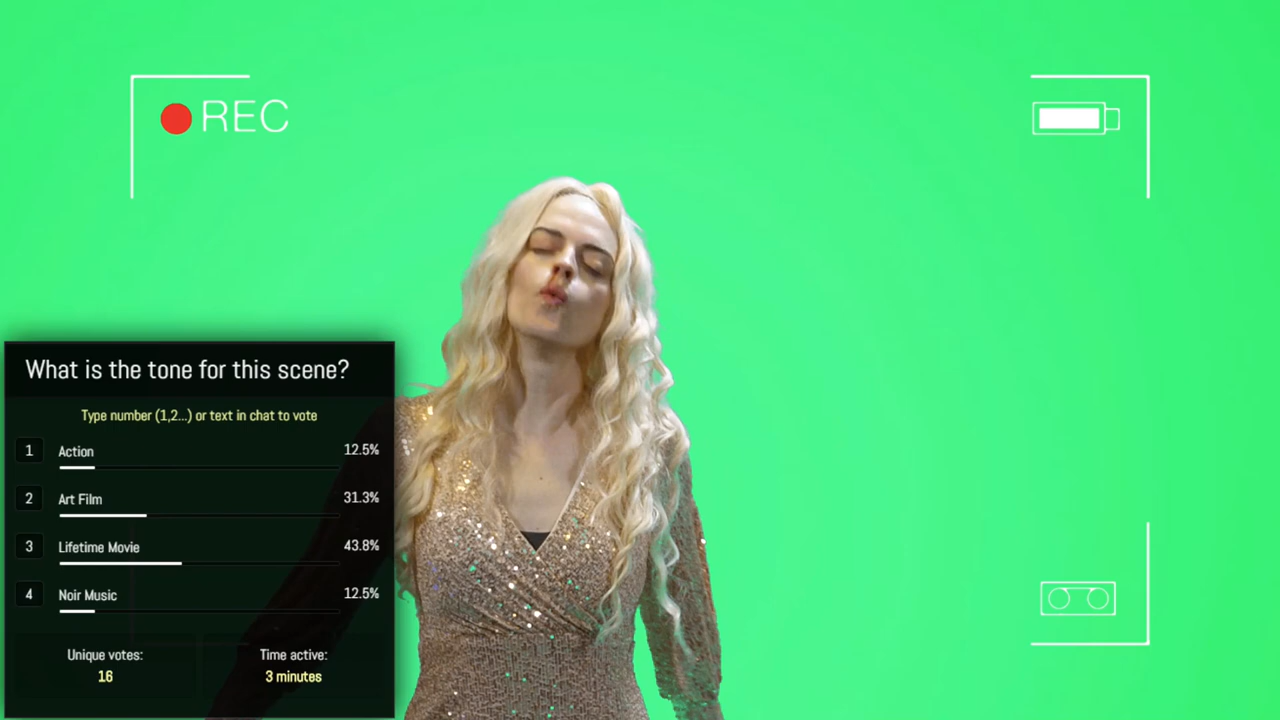 REC
What is the tone for this scene?
Type number (1,2...) or text in chat to vote
1 Action 12.5%
2 Art Film 31.3%
3 Lifetime Movie 43.8%
4 Noir Music 12.5%
Unique votes: Time active:
16 3 minutes